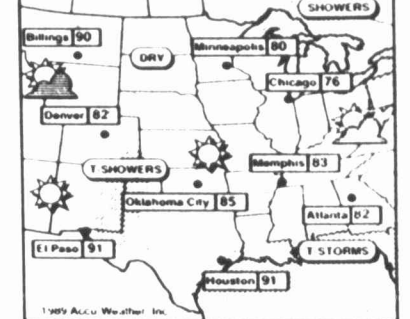 SHOWERS
Billings 90
Minneapolis 80
DRY
Chicago 76
Denver 82
Memphis 83
T SHOWERS
Oklahoma City 85
Atlanta 82
El Paso 91
T STORMS
Houston 91
1989 Accu Weather Inc